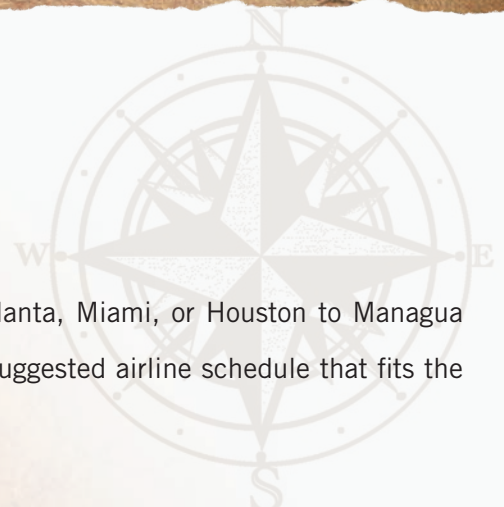 N
W E
lanta, Miami, or Houston to Managua
uggested airline schedule that fits the
S